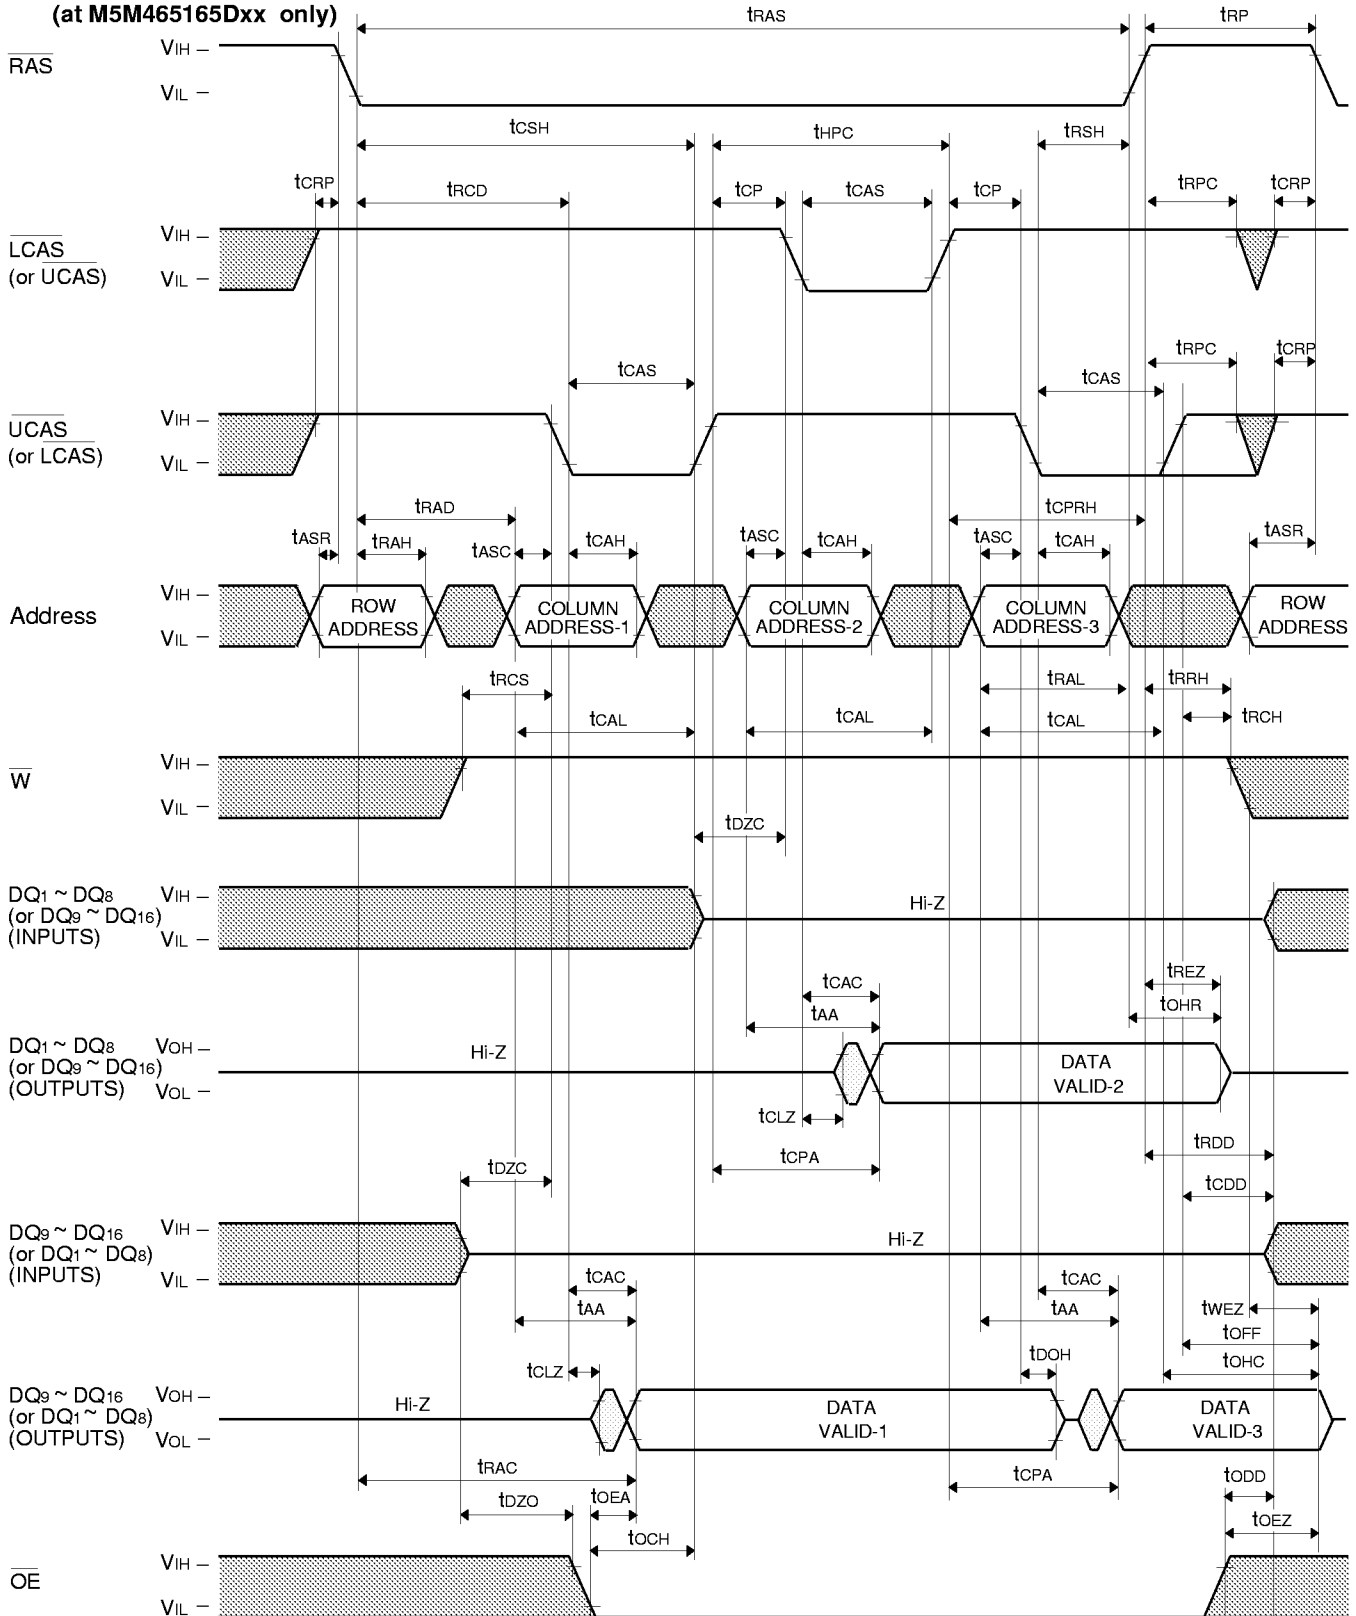 (at M5M465165Dxx only)
tRAS
tRP
RAS
VIH
VIL
tCSH
tHPC
tRSH
tCRP
tRCD
tCP
tCAS
tCP
tRPC
tCRP
LCAS
(or UCAS)
VIH
VIL
tRPC
tCRP
tCAS
tCAS
UCAS
(or LCAS)
VIH
VIL
tRAD
tCPRH
tASR
tRAH
tASC
tCAH
tASC
tCAH
tASC
tCAH
tASR
Address
VIH
VIL
ROW
ADDRESS
COLUMN
ADDRESS-1
COLUMN
ADDRESS-2
COLUMN
ADDRESS-3
ROW
ADDRESS
tRCS
tRAL
tRRH
tCAL
tCAL
tCAL
tRCH
W
VIH
VIL
tDZC
DQ1 ~ DQ8
(or DQ9 ~ DQ16)
(INPUTS)
VIH
VIL
Hi-Z
tREZ
tCAC
tOHR
tAA
DQ1 ~ DQ8
(or DQ9 ~ DQ16)
(OUTPUTS)
VOH
VOL
Hi-Z
DATA
VALID-2
tCLZ
tRDD
tCPA
tDZC
tCDD
DQ9 ~ DQ16
(or DQ1 ~ DQ8)
(INPUTS)
VIH
VIL
Hi-Z
tCAC
tCAC
tAA
tAA
tWEZ
tOFF
tCLZ
tDOH
tOHC
DQ9 ~ DQ16
(or DQ1 ~ DQ8)
(OUTPUTS)
VOH
VOL
Hi-Z
DATA
VALID-1
DATA
VALID-3
tRAC
tCPA
tODD
tDZO
tOEA
tOEZ
tOCH
OE
VIH
VIL